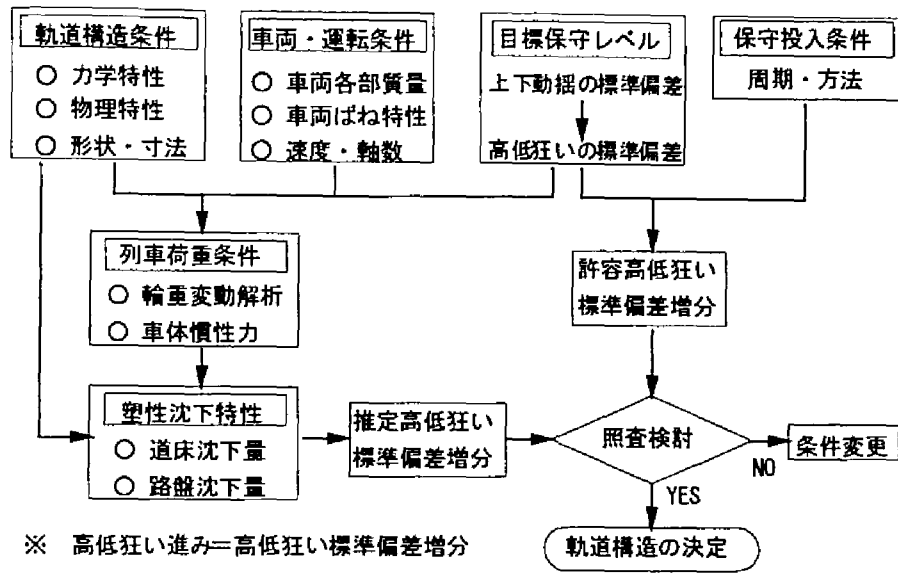 軌道構造条件
○ 力学特性
○ 物理特性
○ 形状・寸法
車両・運転条件
○ 車両各部質量
○ 車両ばね特性
○ 速度・軸数
目標保守レベル
上下動揺の標準偏差
高低狂いの標準偏差
保守投入条件
周期・方法
列車荷重条件
○ 輪重変動解析
○ 車体慣性力
許容高低狂い
標準偏差増分
塑性沈下特性
○ 道床沈下量
○ 路盤沈下量
推定高低狂い
標準偏差増分
照査検討
NO
条件変更
YES
軌道構造の決定
※ 高低狂い進み=高低狂い標準偏差増分